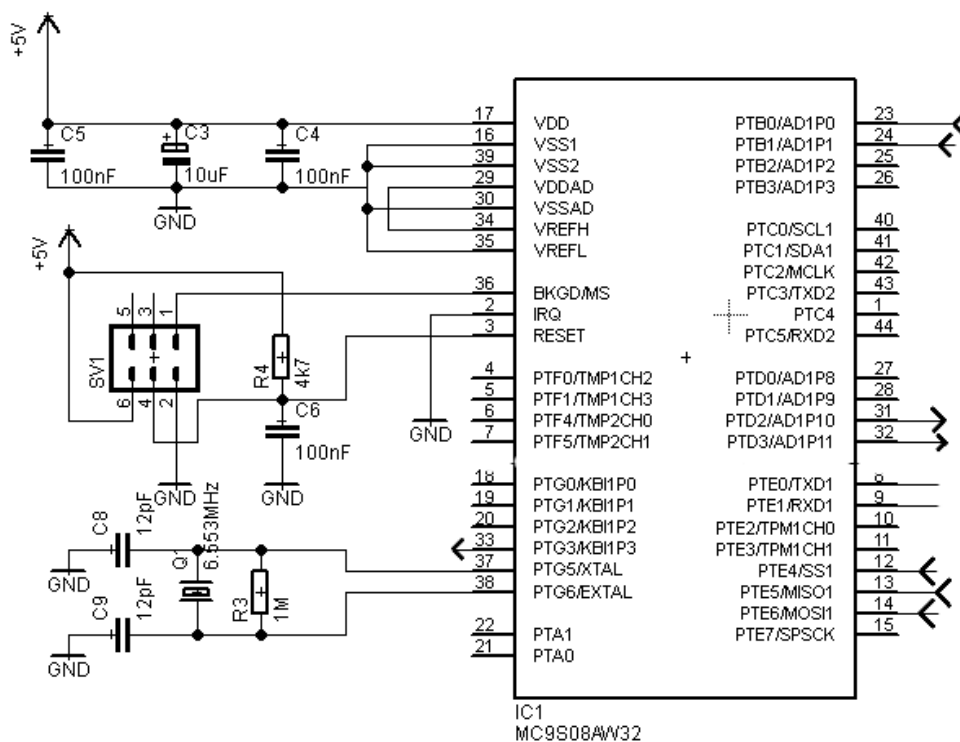 +5V
C5
100nF
C3
10uF
C4
100nF
GND
+5V
5
3
1
SV1
6
4
2
R4
4k7
C6
100nF
GND
GND
GND
C8
12pF
GND
Q1
6.553MHz
R3
1M
C9
12pF
GND
17 VDD
16 VSS1
39 VSS2
29 VDDAD
30 VSSAD
34 VREFH
35 VREFL
36 BKGD/MS
2 IRQ
3 RESET
4 PTF0/TMP1CH2
5 PTF1/TMP1CH3
6 PTF4/TMP2CH0
7 PTF5/TMP2CH1
18 PTG0/KBI1P0
19 PTG1/KBI1P1
20 PTG2/KBI1P2
33 PTG3/KBI1P3
37 PTG5/XTAL
38 PTG6/EXTAL
22 PTA1
21 PTA0
PTB0/AD1P0 23
PTB1/AD1P1 24
PTB2/AD1P2 25
PTB3/AD1P3 26
PTC0/SCL1 40
PTC1/SDA1 41
PTC2/MCLK 42
PTC3/TXD2 43
PTC4 1
PTC5/RXD2 44
PTD0/AD1P8 27
PTD1/AD1P9 28
PTD2/AD1P10 31
PTD3/AD1P11 32
PTE0/TXD1 8
PTE1/RXD1 9
PTE2/TPM1CH0 10
PTE3/TPM1CH1 11
PTE4/SS1 12
PTE5/MISO1 13
PTE6/MOSI1 14
PTE7/SPSCK 15
IC1
MC9S08AW32